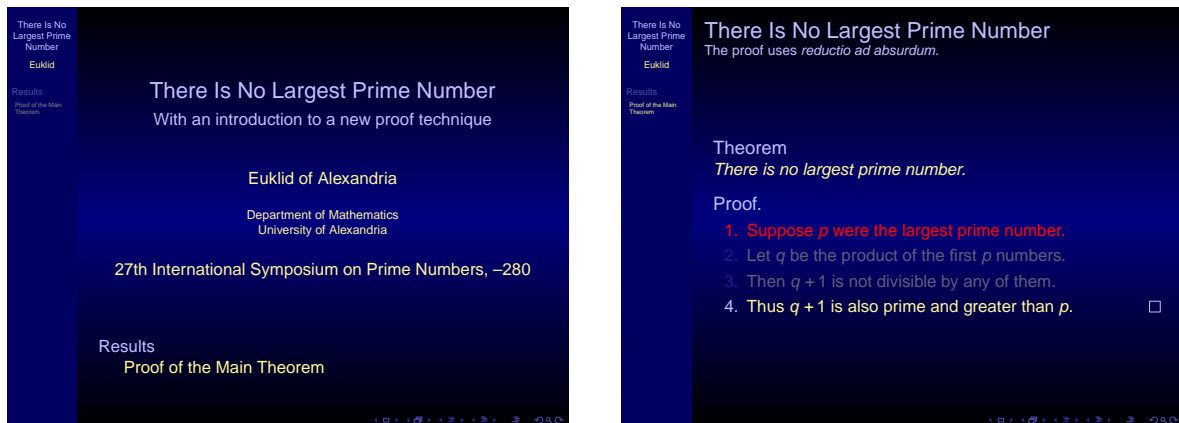 There Is No
Largest Prime
Number
Euklid
Results
Proof of the Main
Theorem
There Is No Largest Prime Number
With an introduction to a new proof technique
Euklid of Alexandria
Department of Mathematics
University of Alexandria
27th International Symposium on Prime Numbers, –280
Results
Proof of the Main Theorem
There Is No
Largest Prime
Number
Euklid
Results
Proof of the Main
Theorem
There Is No Largest Prime Number
The proof uses reductio ad absurdum.
Theorem
There is no largest prime number.
Proof.
1. Suppose p were the largest prime number.
2. Let q be the product of the first p numbers.
3. Then q + 1 is not divisible by any of them.
4. Thus q + 1 is also prime and greater than p. □